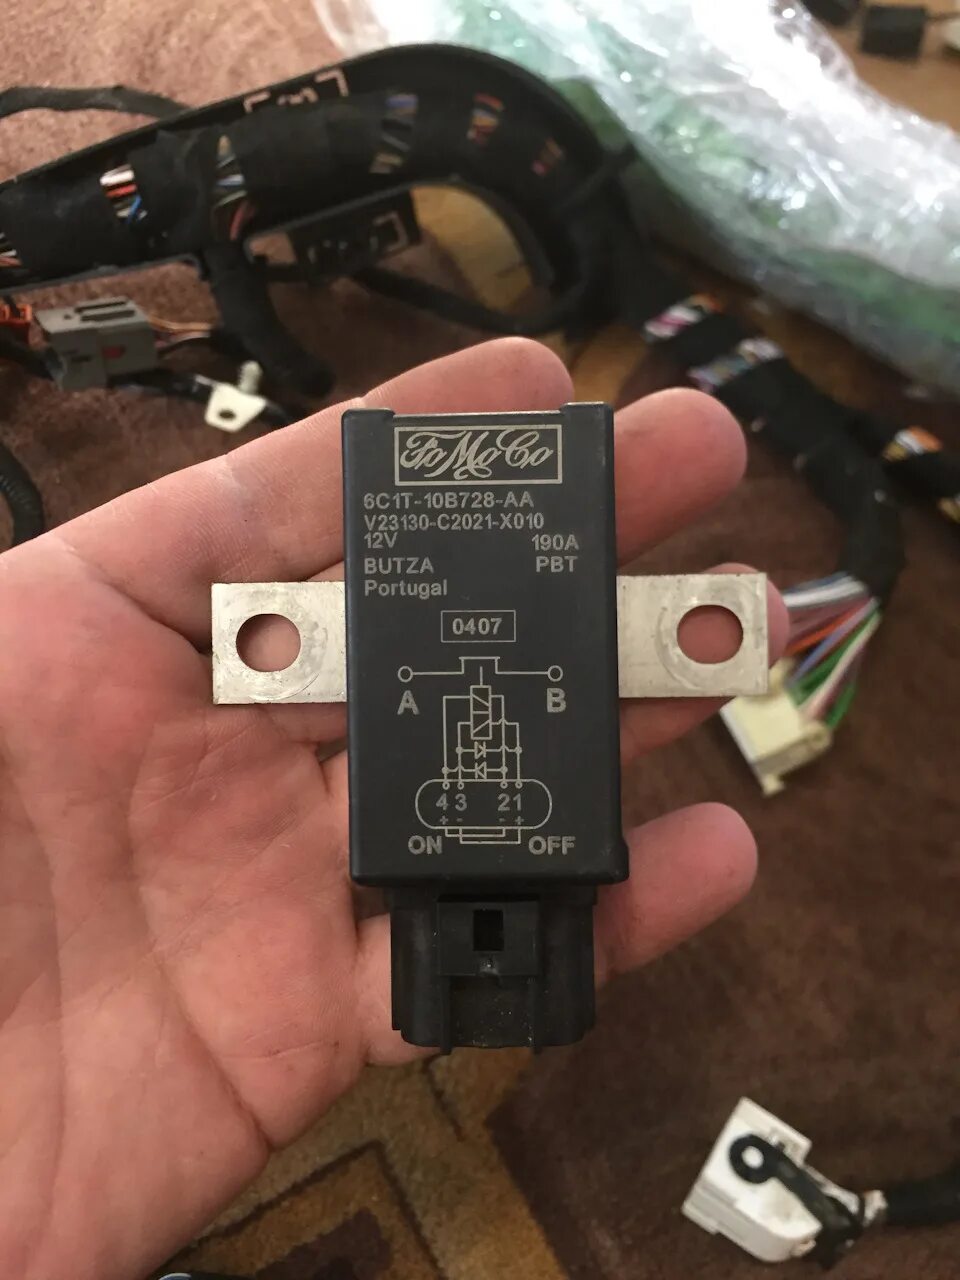 FoMoCo
6C1T-10B728-AA
V23130-C2021-X010
12V 190A
BUTZA PBT
Portugal
0407
A B
4 3 2 1
+ - - +
ON OFF